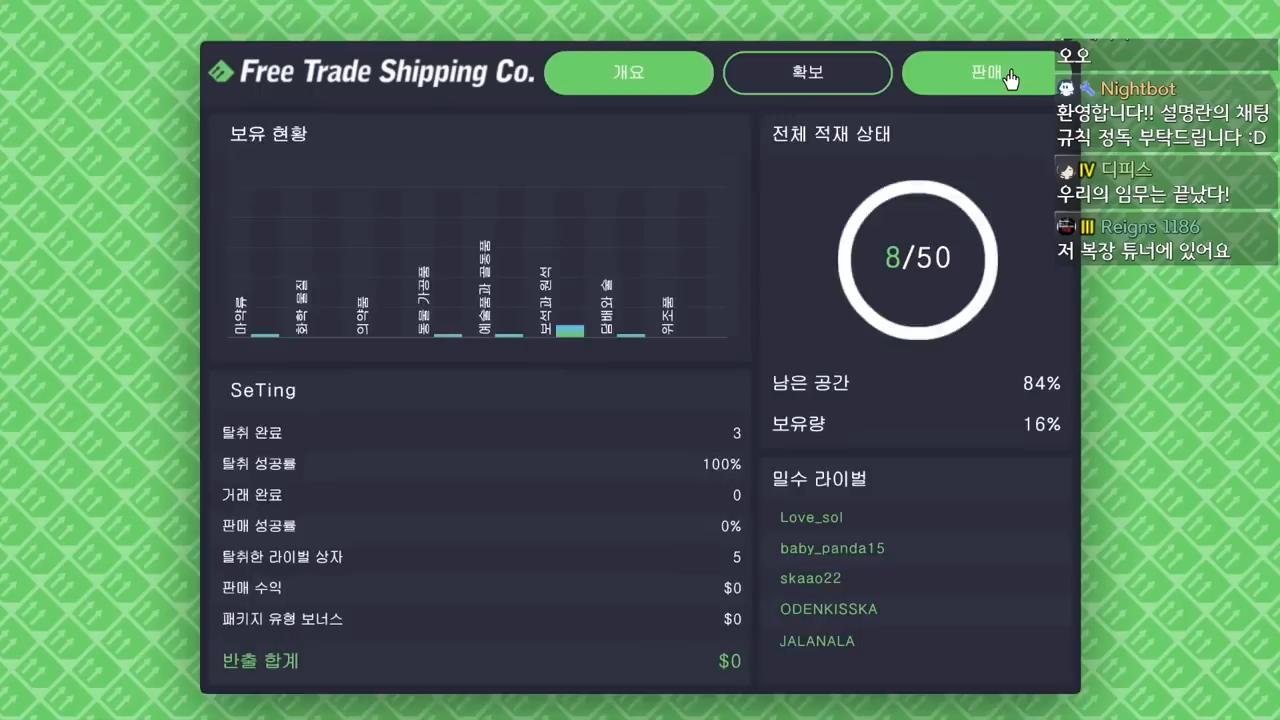 Free Trade Shipping Co.
개요
확보
판매
오오
Nightbot
환영합니다!! 설명란의 채팅
규칙 정독 부탁드립니다 :D
IV 디피스
우리의 임무는 끝났다!
III Reigns 1186
저 복장 튜너에 있어요
보유 현황
마약류
화학 물질
의약품
동물 가공품
예술품과 골동품
보석과 원석
담배와 술
위조품
전체 적재 상태
8/50
남은 공간 84%
보유량 16%
SeTing
탈취 완료 3
탈취 성공률 100%
거래 완료 0
판매 성공률 0%
탈취한 라이벌 상자 5
판매 수익 $0
패키지 유형 보너스 $0
반출 합계 $0
밀수 라이벌
Love_sol
baby_panda15
skaao22
ODENKISSKA
JALANALA